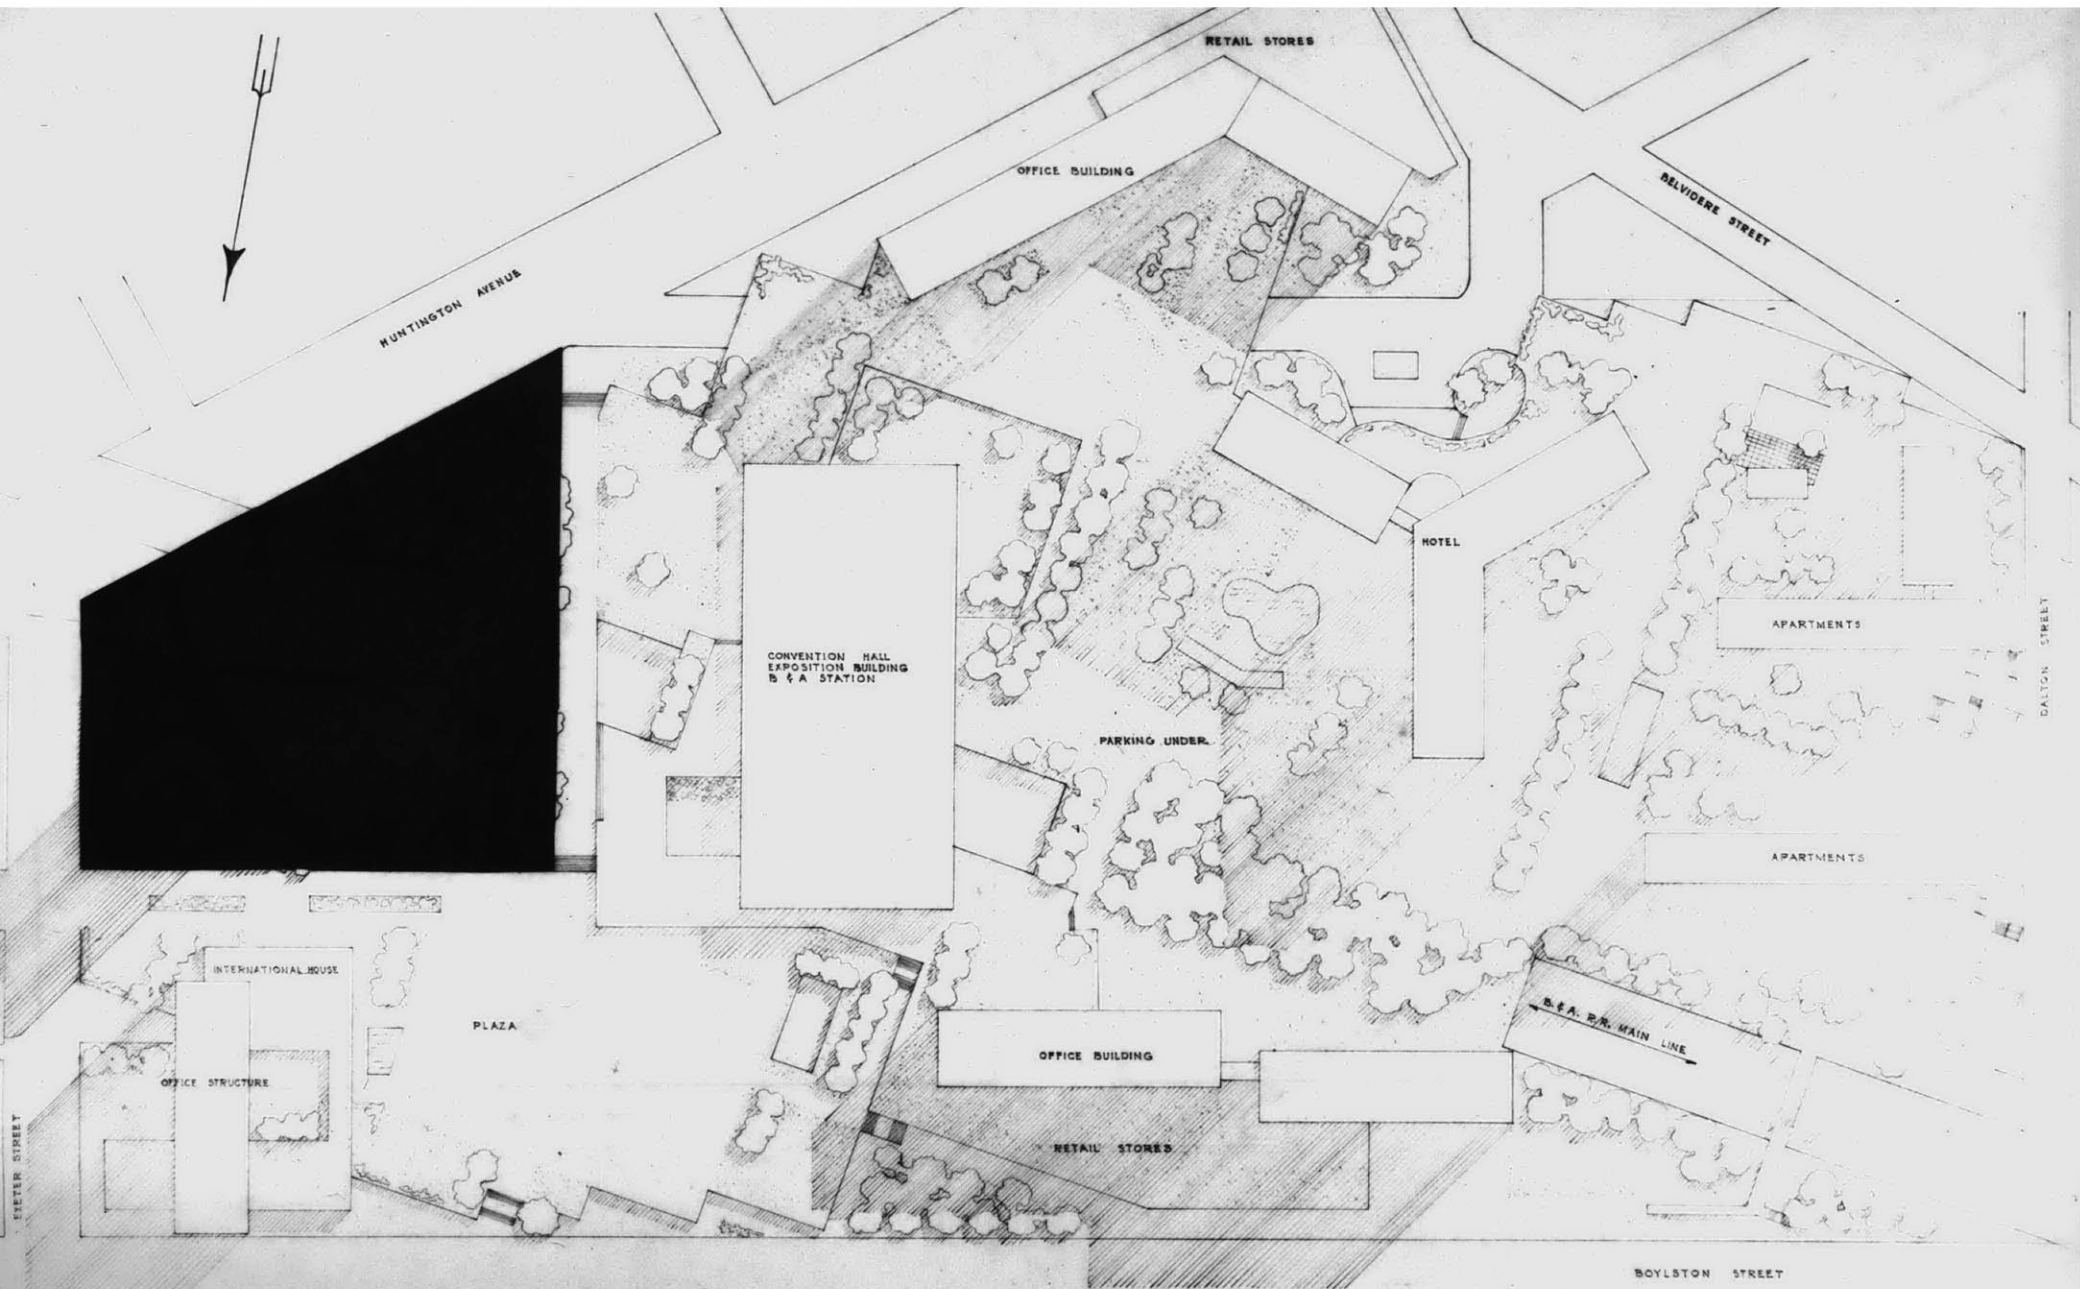 RETAIL STORES
OFFICE BUILDING
BELVIDERE STREET
HUNTINGTON AVENUE
HOTEL
APARTMENTS
CONVENTION HALL
EXPOSITION BUILDING
B & A STATION
DALTON STREET
PARKING UNDER
APARTMENTS
INTERNATIONAL HOUSE
PLAZA
B. & A. R.R. MAIN LINE
OFFICE BUILDING
OFFICE STRUCTURE
RETAIL STORES
EXETER STREET
BOYLSTON STREET